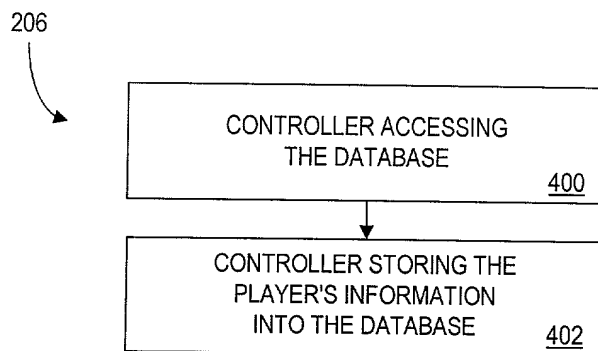 206
CONTROLLER ACCESSING
THE DATABASE
400
CONTROLLER STORING THE
PLAYER'S INFORMATION
INTO THE DATABASE
402